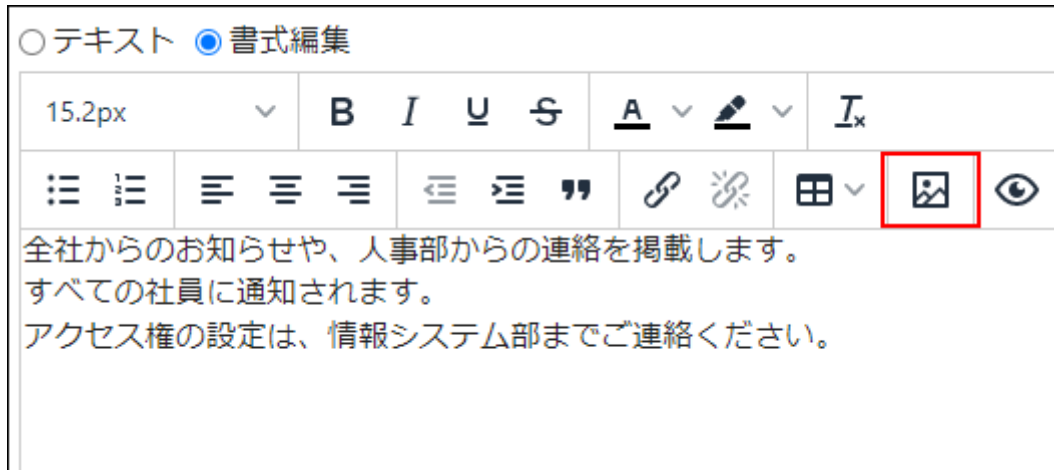 テキスト 書式編集
15.2px B I U S A Tx
全社からのお知らせや、人事部からの連絡を掲載します。
すべての社員に通知されます。
アクセス権の設定は、情報システム部までご連絡ください。